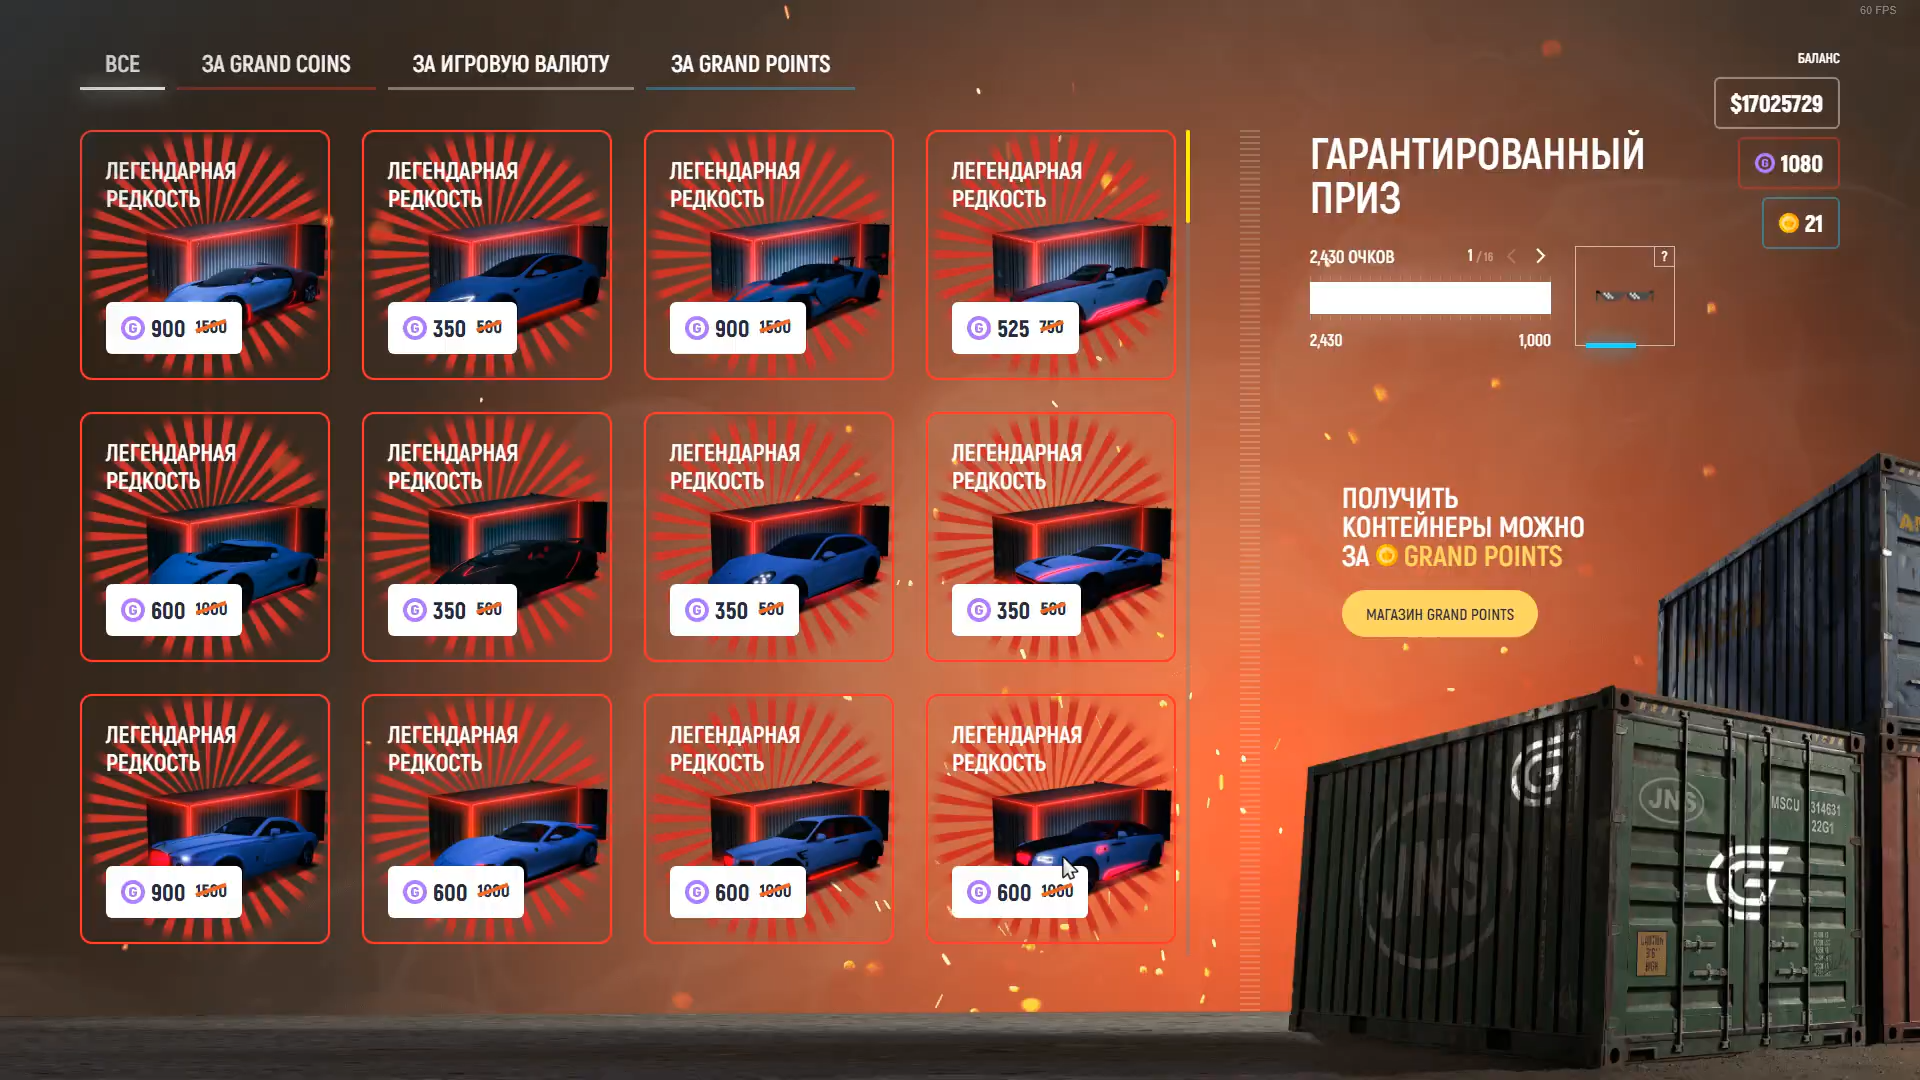 60 FPS
ВСЕ
ЗА GRAND COINS
ЗА ИГРОВУЮ ВАЛЮТУ
ЗА GRAND POINTS
БАЛАНС
$17025729
1080
21
ЛЕГЕНДАРНАЯ
РЕДКОСТЬ
900 1500
ЛЕГЕНДАРНАЯ
РЕДКОСТЬ
350 500
ЛЕГЕНДАРНАЯ
РЕДКОСТЬ
900 1500
ЛЕГЕНДАРНАЯ
РЕДКОСТЬ
525 750
ЛЕГЕНДАРНАЯ
РЕДКОСТЬ
600 1000
ЛЕГЕНДАРНАЯ
РЕДКОСТЬ
350 500
ЛЕГЕНДАРНАЯ
РЕДКОСТЬ
350 500
ЛЕГЕНДАРНАЯ
РЕДКОСТЬ
350 500
ЛЕГЕНДАРНАЯ
РЕДКОСТЬ
900 1500
ЛЕГЕНДАРНАЯ
РЕДКОСТЬ
600 1000
ЛЕГЕНДАРНАЯ
РЕДКОСТЬ
600 1000
ЛЕГЕНДАРНАЯ
РЕДКОСТЬ
600 1000
ГАРАНТИРОВАННЫЙ
ПРИЗ
2,430 ОЧКОВ
1 / 16
?
2,430
1,000
ПОЛУЧИТЬ
КОНТЕЙНЕРЫ МОЖНО
ЗА GRAND POINTS
МАГАЗИН GRAND POINTS
JNS
JNS
MSCU 314631
22G1